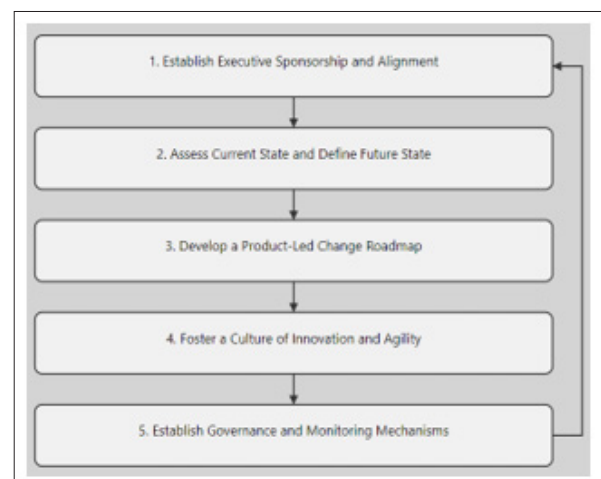 1. Establish Executive Sponsorship and Alignment
2. Assess Current State and Define Future State
3. Develop a Product-Led Change Roadmap
4. Foster a Culture of Innovation and Agility
5. Establish Governance and Monitoring Mechanisms